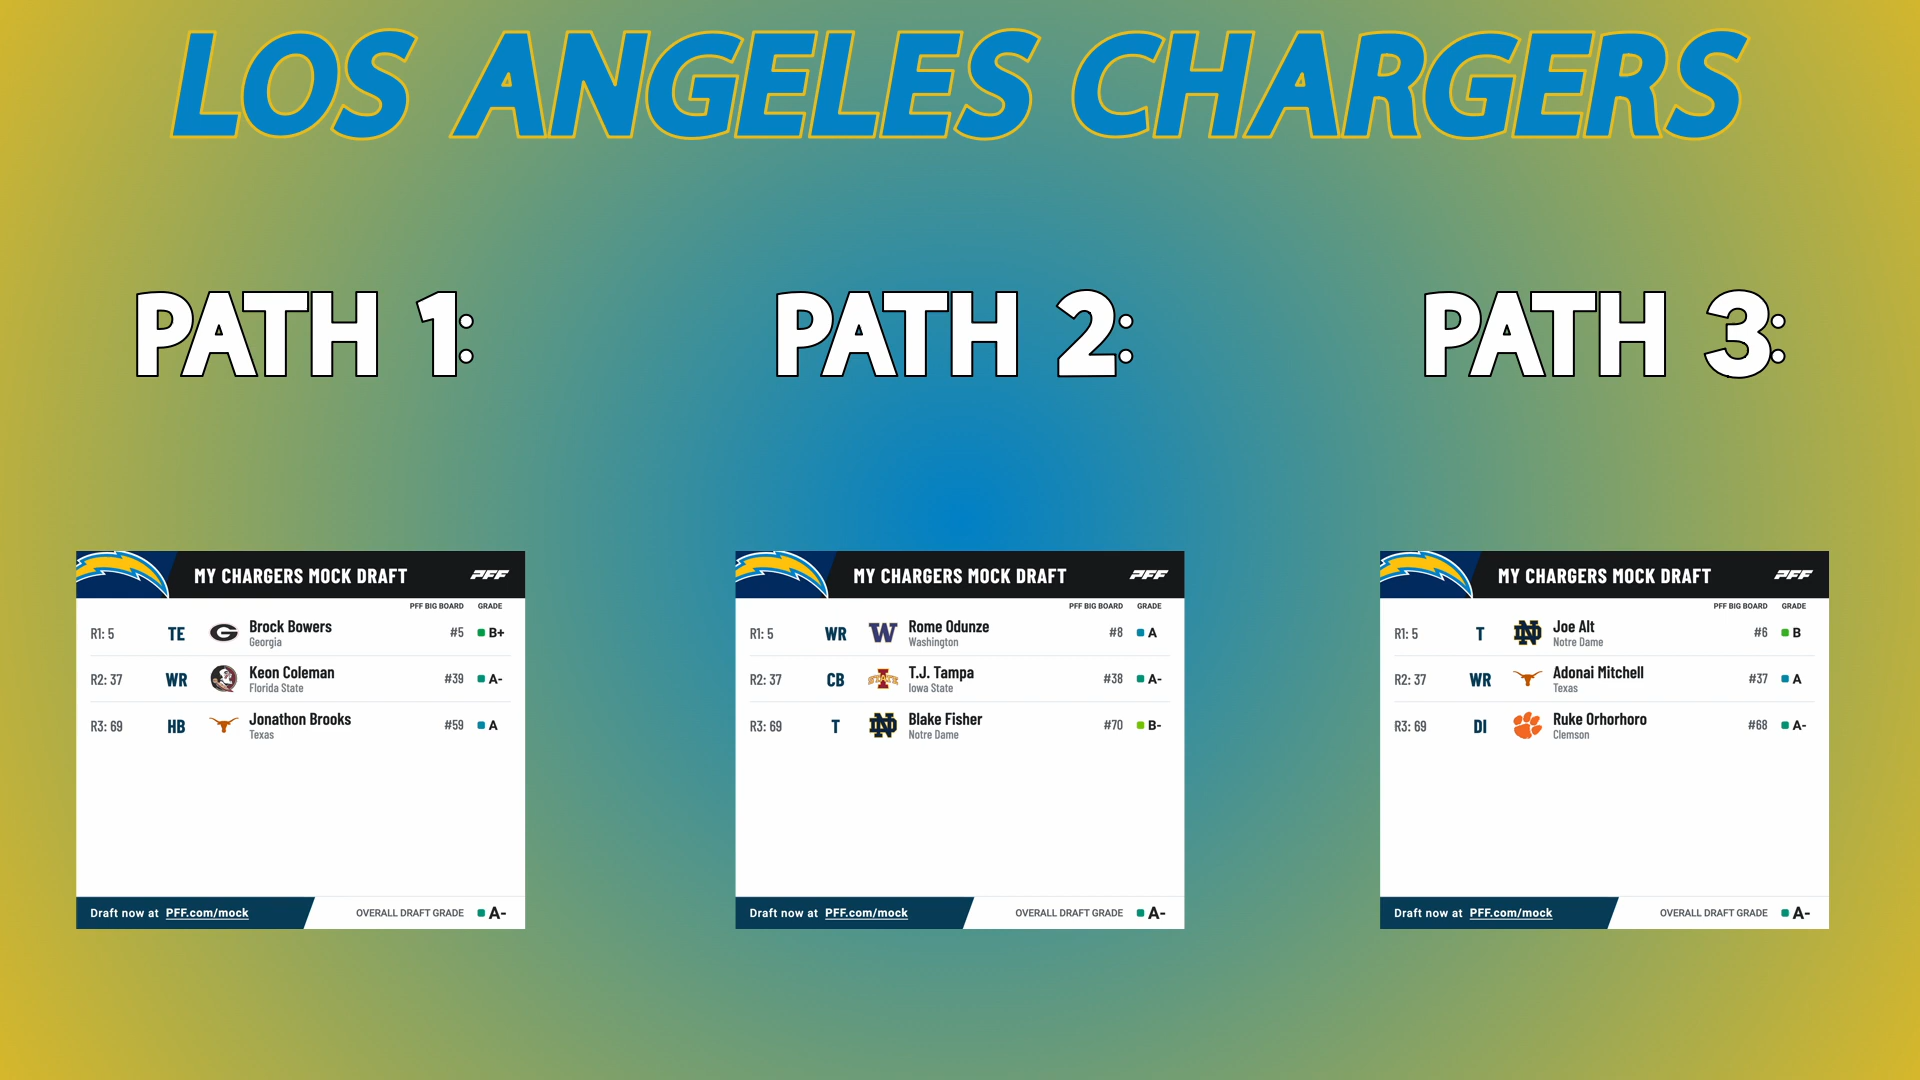 LOS ANGELES CHARGERS
PATH 1:
PATH 2:
PATH 3:
MY CHARGERS MOCK DRAFT PFF
PFF BIG BOARD GRADE
R1: 5 TE G Brock Bowers #5 B+
Georgia
R2: 37 WR Keon Coleman #39 A-
Florida State
R3: 69 HB Jonathon Brooks #59 A
Texas
Draft now at PFF.com/mock OVERALL DRAFT GRADE A-
MY CHARGERS MOCK DRAFT PFF
PFF BIG BOARD GRADE
R1: 5 WR W Rome Odunze #8 A
Washington
R2: 37 CB I STATE T.J. Tampa #38 A-
Iowa State
R3: 69 T ND Blake Fisher #70 B-
Notre Dame
Draft now at PFF.com/mock OVERALL DRAFT GRADE A-
MY CHARGERS MOCK DRAFT PFF
PFF BIG BOARD GRADE
R1: 5 T ND Joe Alt #6 B
Notre Dame
R2: 37 WR Adonai Mitchell #37 A
Texas
R3: 69 DI Ruke Orhorhoro #68 A-
Clemson
Draft now at PFF.com/mock OVERALL DRAFT GRADE A-